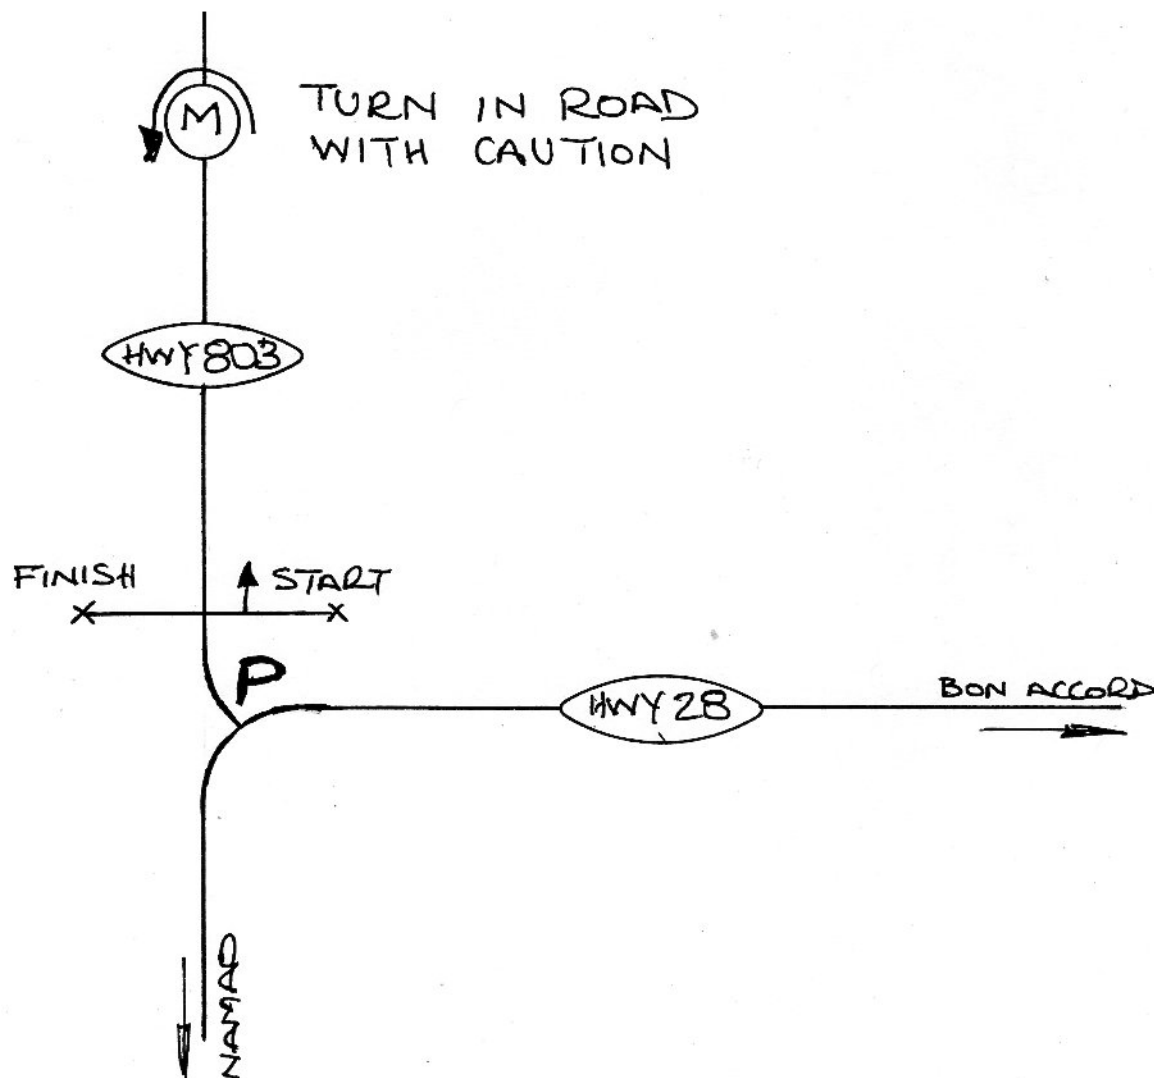 M
TURN IN ROAD
WITH CAUTION
HWY 803
FINISH
START
P
HWY 28
BON ACCORD
NAMAO